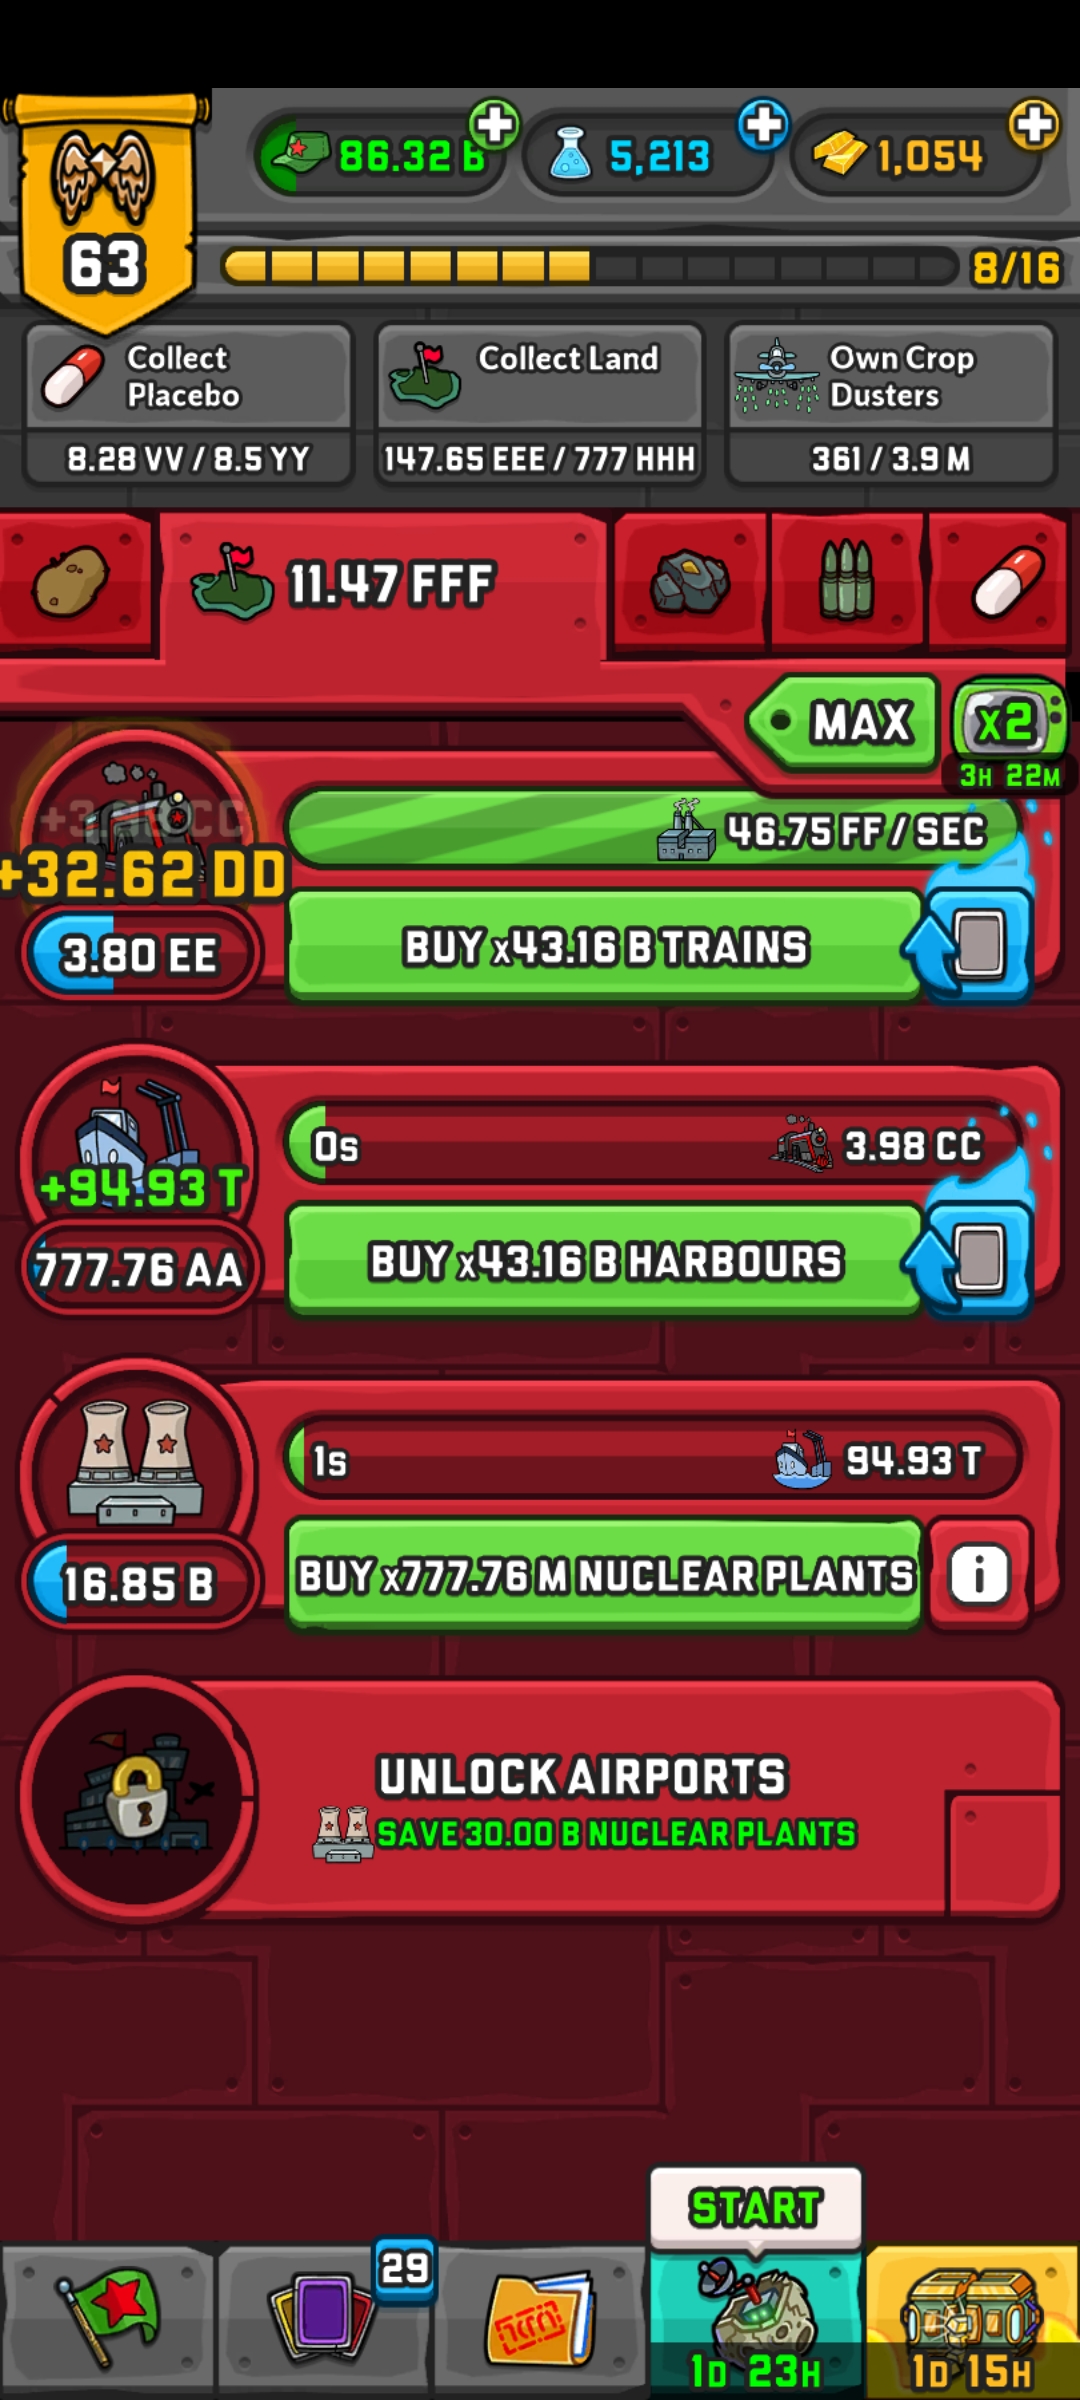 86.32 B
5,213
1,054
63
8/16
Collect
Placebo
8.28 VV / 8.5 YY
Collect Land
147.65 EEE / 777 HHH
Own Crop
Dusters
361 / 3.9 M
11.47 FFF
MAX
x2
3H 22M
+32.62 DD
46.75 FF / SEC
3.80 EE
BUY x43.16 B TRAINS
+94.93 T
0s
3.98 CC
777.76 AA
BUY x43.16 B HARBOURS
1s
94.93 T
16.85 B
BUY x777.76 M NUCLEAR PLANTS
i
UNLOCK AIRPORTS
SAVE 30.00 B NUCLEAR PLANTS
START
29
1D 23H
1D 15H